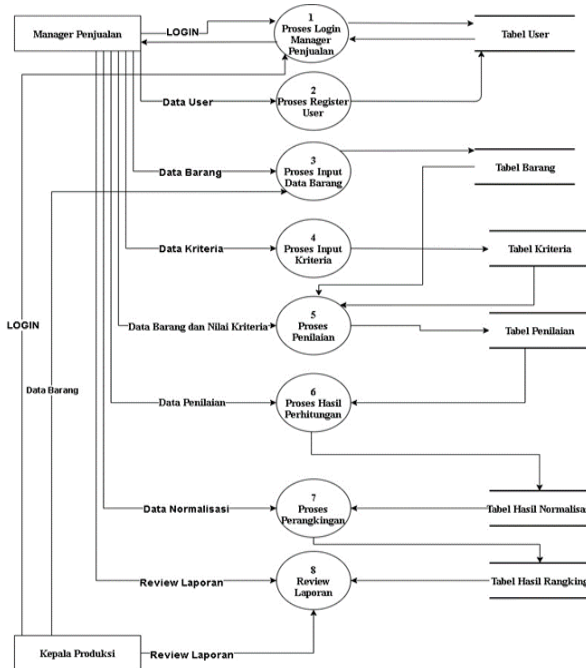 Manager Penjualan
LOGIN
1
Proses Login
Manager
Penjualan
Tabel User
Data User
2
Proses Register
User
Data Barang
3
Proses Input
Data Barang
Tabel Barang
Data Kriteria
4
Proses Input
Kriteria
Tabel Kriteria
LOGIN
Data Barang dan Nilai Kriteria
5
Proses
Penilaian
Tabel Penilaian
Data Barang
Data Penilaian
6
Proses Hasil
Perhitungan
Data Normalisasi
7
Proses
Perangkingan
Tabel Hasil Normalisasi
Review Laporan
8
Review
Laporan
Tabel Hasil Rangking
Kepala Produksi
Review Laporan